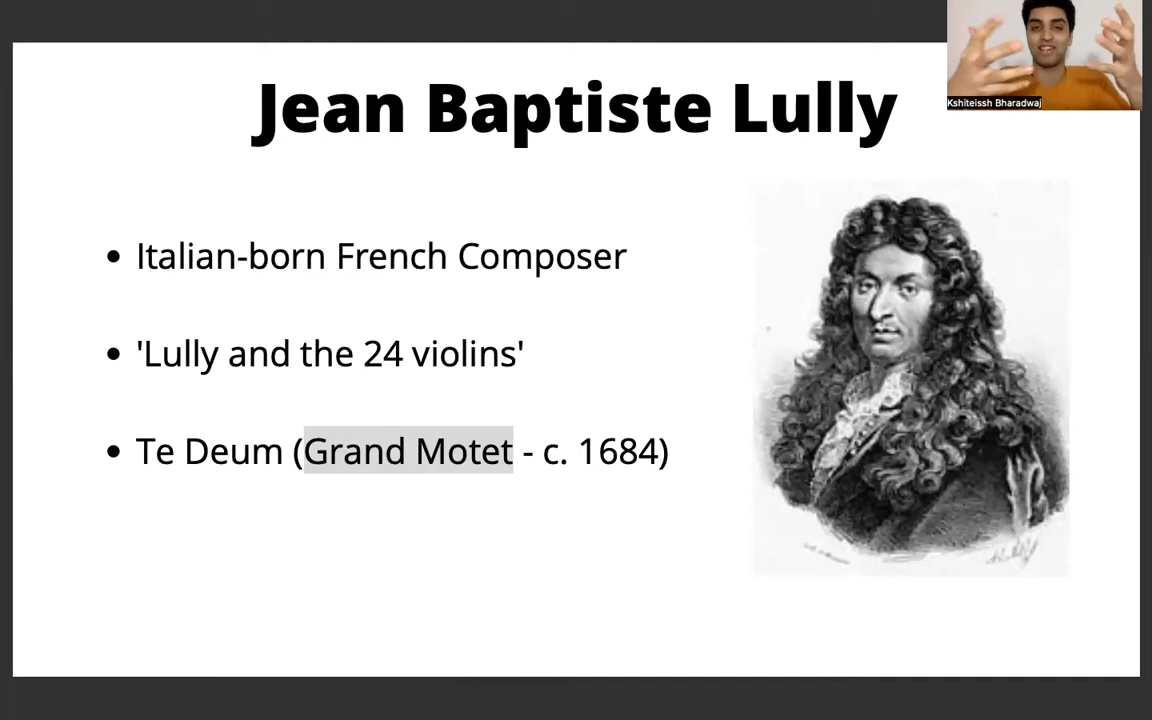 Jean Baptiste Lully
Kshiteissh Bharadwaj
• Italian-born French Composer
• 'Lully and the 24 violins'
• Te Deum (Grand Motet - c. 1684)